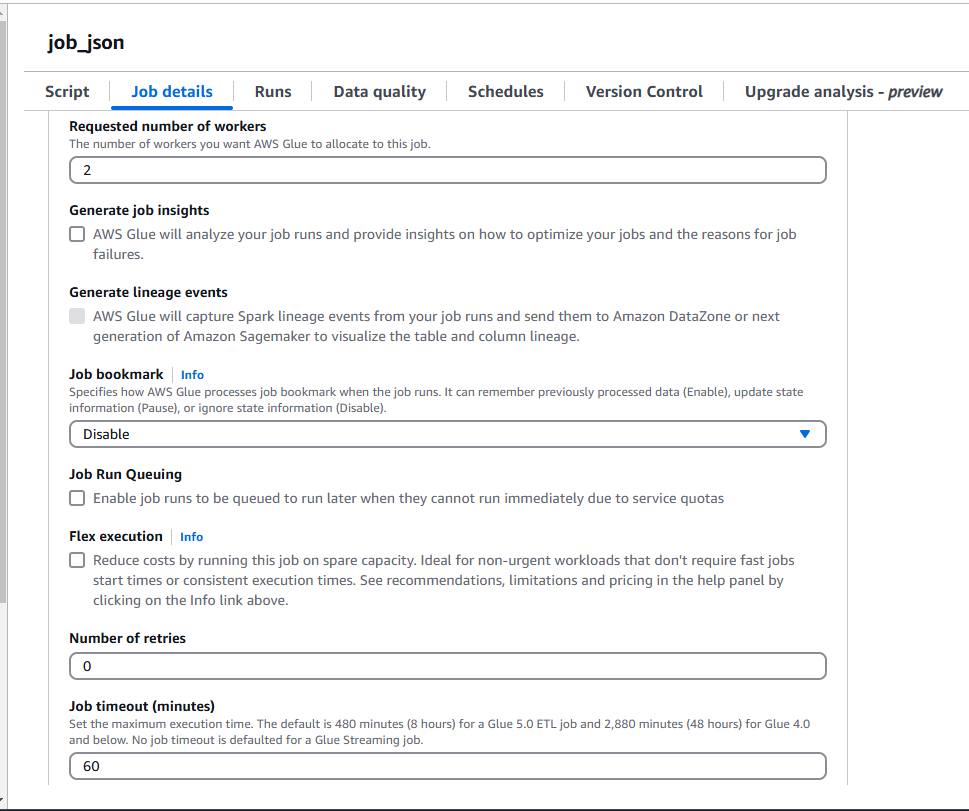 job_json
Script Job details Runs Data quality Schedules Version Control Upgrade analysis - preview
Requested number of workers
The number of workers you want AWS Glue to allocate to this job.
2
Generate job insights
AWS Glue will analyze your job runs and provide insights on how to optimize your jobs and the reasons for job
failures.
Generate lineage events
AWS Glue will capture Spark lineage events from your job runs and send them to Amazon DataZone or next
generation of Amazon Sagemaker to visualize the table and column lineage.
Job bookmark Info
Specifies how AWS Glue processes job bookmark when the job runs. It can remember previously processed data (Enable), update state
information (Pause), or ignore state information (Disable).
Disable
Job Run Queuing
Enable job runs to be queued to run later when they cannot run immediately due to service quotas
Flex execution Info
Reduce costs by running this job on spare capacity. Ideal for non-urgent workloads that don't require fast jobs
start times or consistent execution times. See recommendations, limitations and pricing in the help panel by
clicking on the Info link above.
Number of retries
0
Job timeout (minutes)
Set the maximum execution time. The default is 480 minutes (8 hours) for a Glue 5.0 ETL job and 2,880 minutes (48 hours) for Glue 4.0
and below. No job timeout is defaulted for a Glue Streaming job.
60